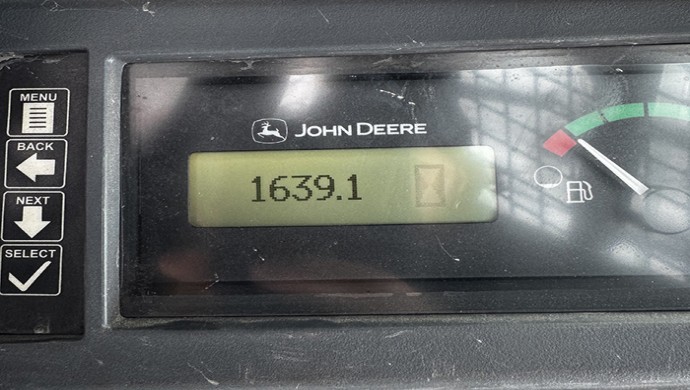 MENU
BACK
NEXT
SELECT
JOHN DEERE
1639.1